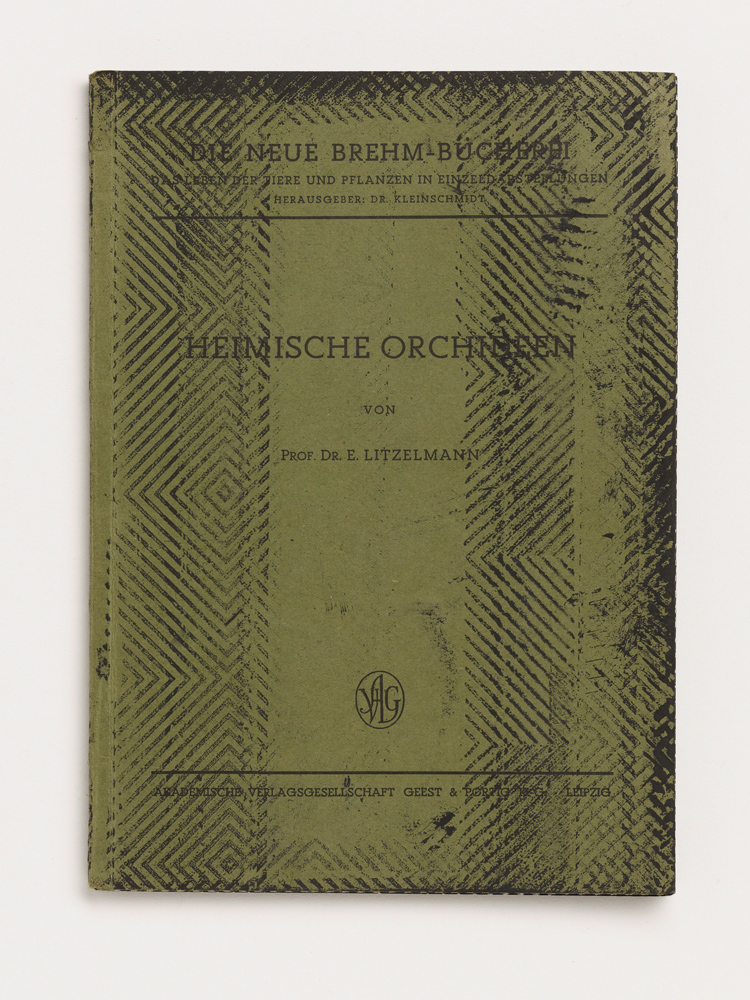 DIE NEUE BREHM-BÜCHEREI
DAS LEBEN DER TIERE UND PFLANZEN IN EINZELDARSTELLUNGEN
HERAUSGEBER: DR. KLEINSCHMIDT
HEIMISCHE ORCHIDEEN
VON
PROF. DR. E. LITZELMANN
AKADEMISCHE VERLAGSGESELLSCHAFT GEEST & PORTIG K.-G. LEIPZIG